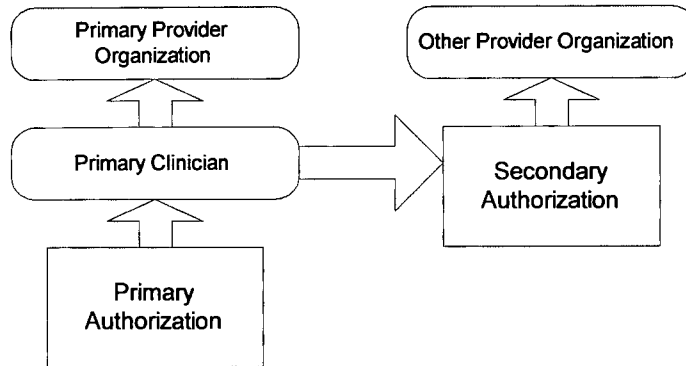 Primary Provider
Organization
Other Provider Organization
Primary Clinician
Secondary
Authorization
Primary
Authorization